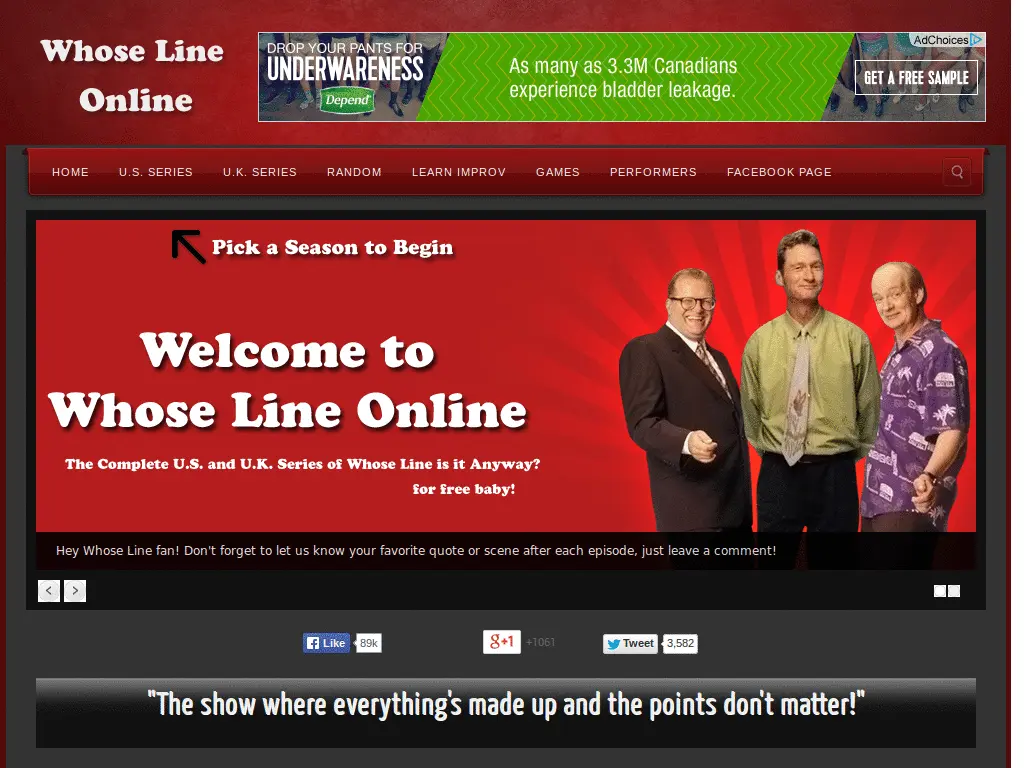 Whose Line
Online
DROP YOUR PANTS FOR
UNDERWARENESS
Depend
As many as 3.3M Canadians
experience bladder leakage.
AdChoices
GET A FREE SAMPLE
HOME U.S. SERIES U.K. SERIES RANDOM LEARN IMPROV GAMES PERFORMERS FACEBOOK PAGE
Pick a Season to Begin
Welcome to
Whose Line Online
The Complete U.S. and U.K. Series of Whose Line is it Anyway?
for free baby!
Hey Whose Line fan! Don't forget to let us know your favorite quote or scene after each episode, just leave a comment!
Like 89k g+1 +1061 Tweet 3,582
"The show where everything's made up and the points don't matter!"